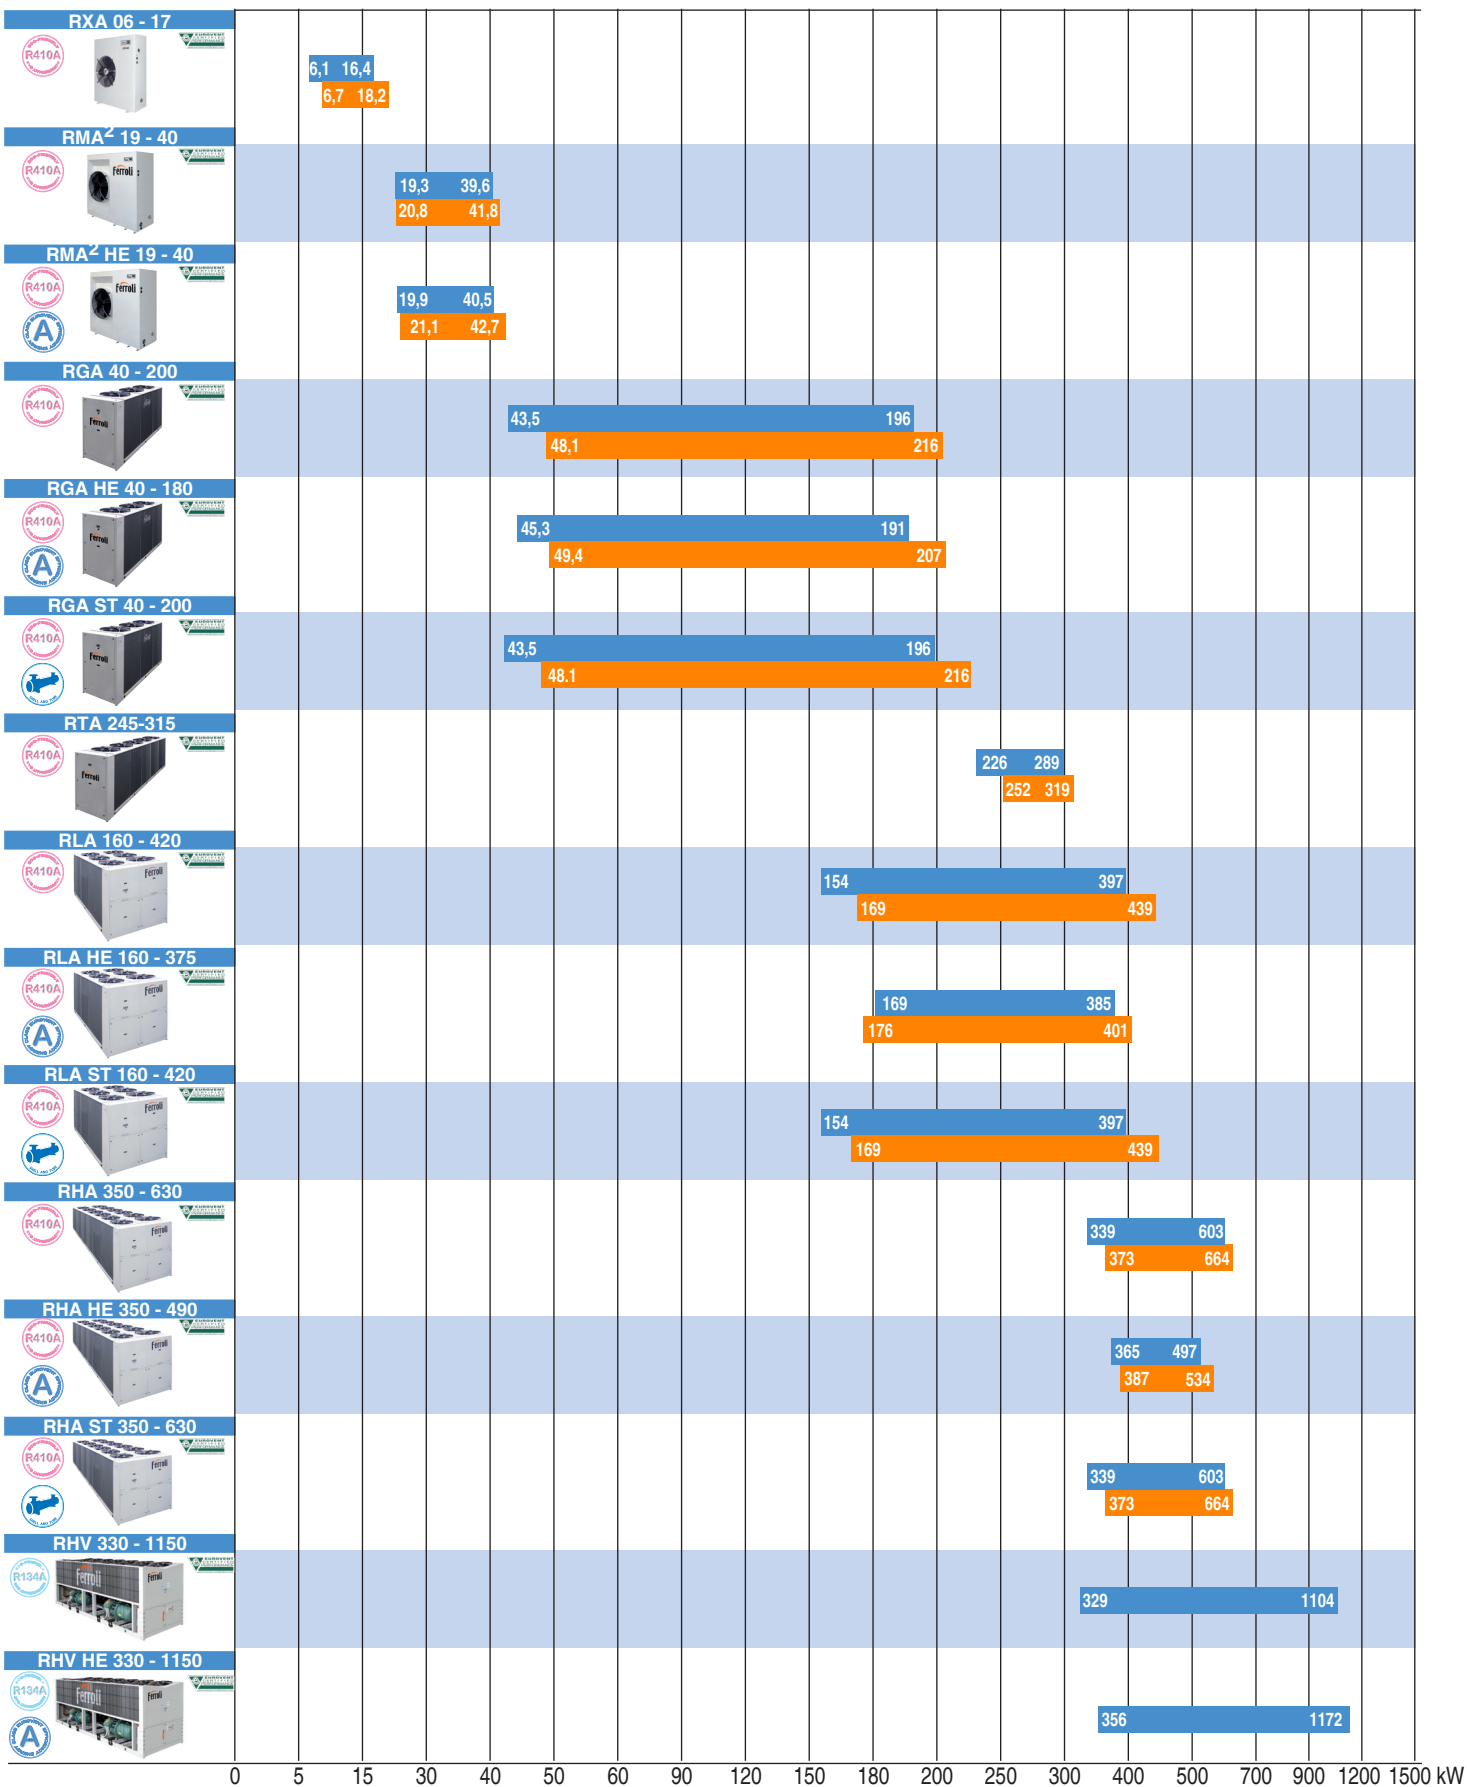 RXA 06 - 17
R410A
6,1 16,4
6,7 18,2
RMA2 19 - 40
R410A
Ferroli
19,3 39,6
20,8 41,8
RMA2 HE 19 - 40
R410A
Ferroli
A
19,9 40,5
21,1 42,7
RGA 40 - 200
R410A
Ferroli
43,5 196
48,1 216
RGA HE 40 - 180
R410A
Ferroli
A
45,3 191
49,4 207
RGA ST 40 - 200
R410A
Ferroli
43,5 196
48.1 216
RTA 245-315
R410A
Ferroli
226 289
252 319
RLA 160 - 420
R410A
Ferroli
154 397
169 439
RLA HE 160 - 375
R410A
Ferroli
A
169 385
176 401
RLA ST 160 - 420
R410A
Ferroli
154 397
169 439
RHA 350 - 630
R410A
Ferroli
339 603
373 664
RHA HE 350 - 490
R410A
Ferroli
A
365 497
387 534
RHA ST 350 - 630
R410A
Ferroli
339 603
373 664
RHV 330 - 1150
R134A
Ferroli Ferroli
329 1104
RHV HE 330 - 1150
R134A
Ferroli Ferroli
A
356 1172
0 5 15 30 40 50 60 90 120 150 180 200 250 300 400 500 700 900 1200 1500 kW